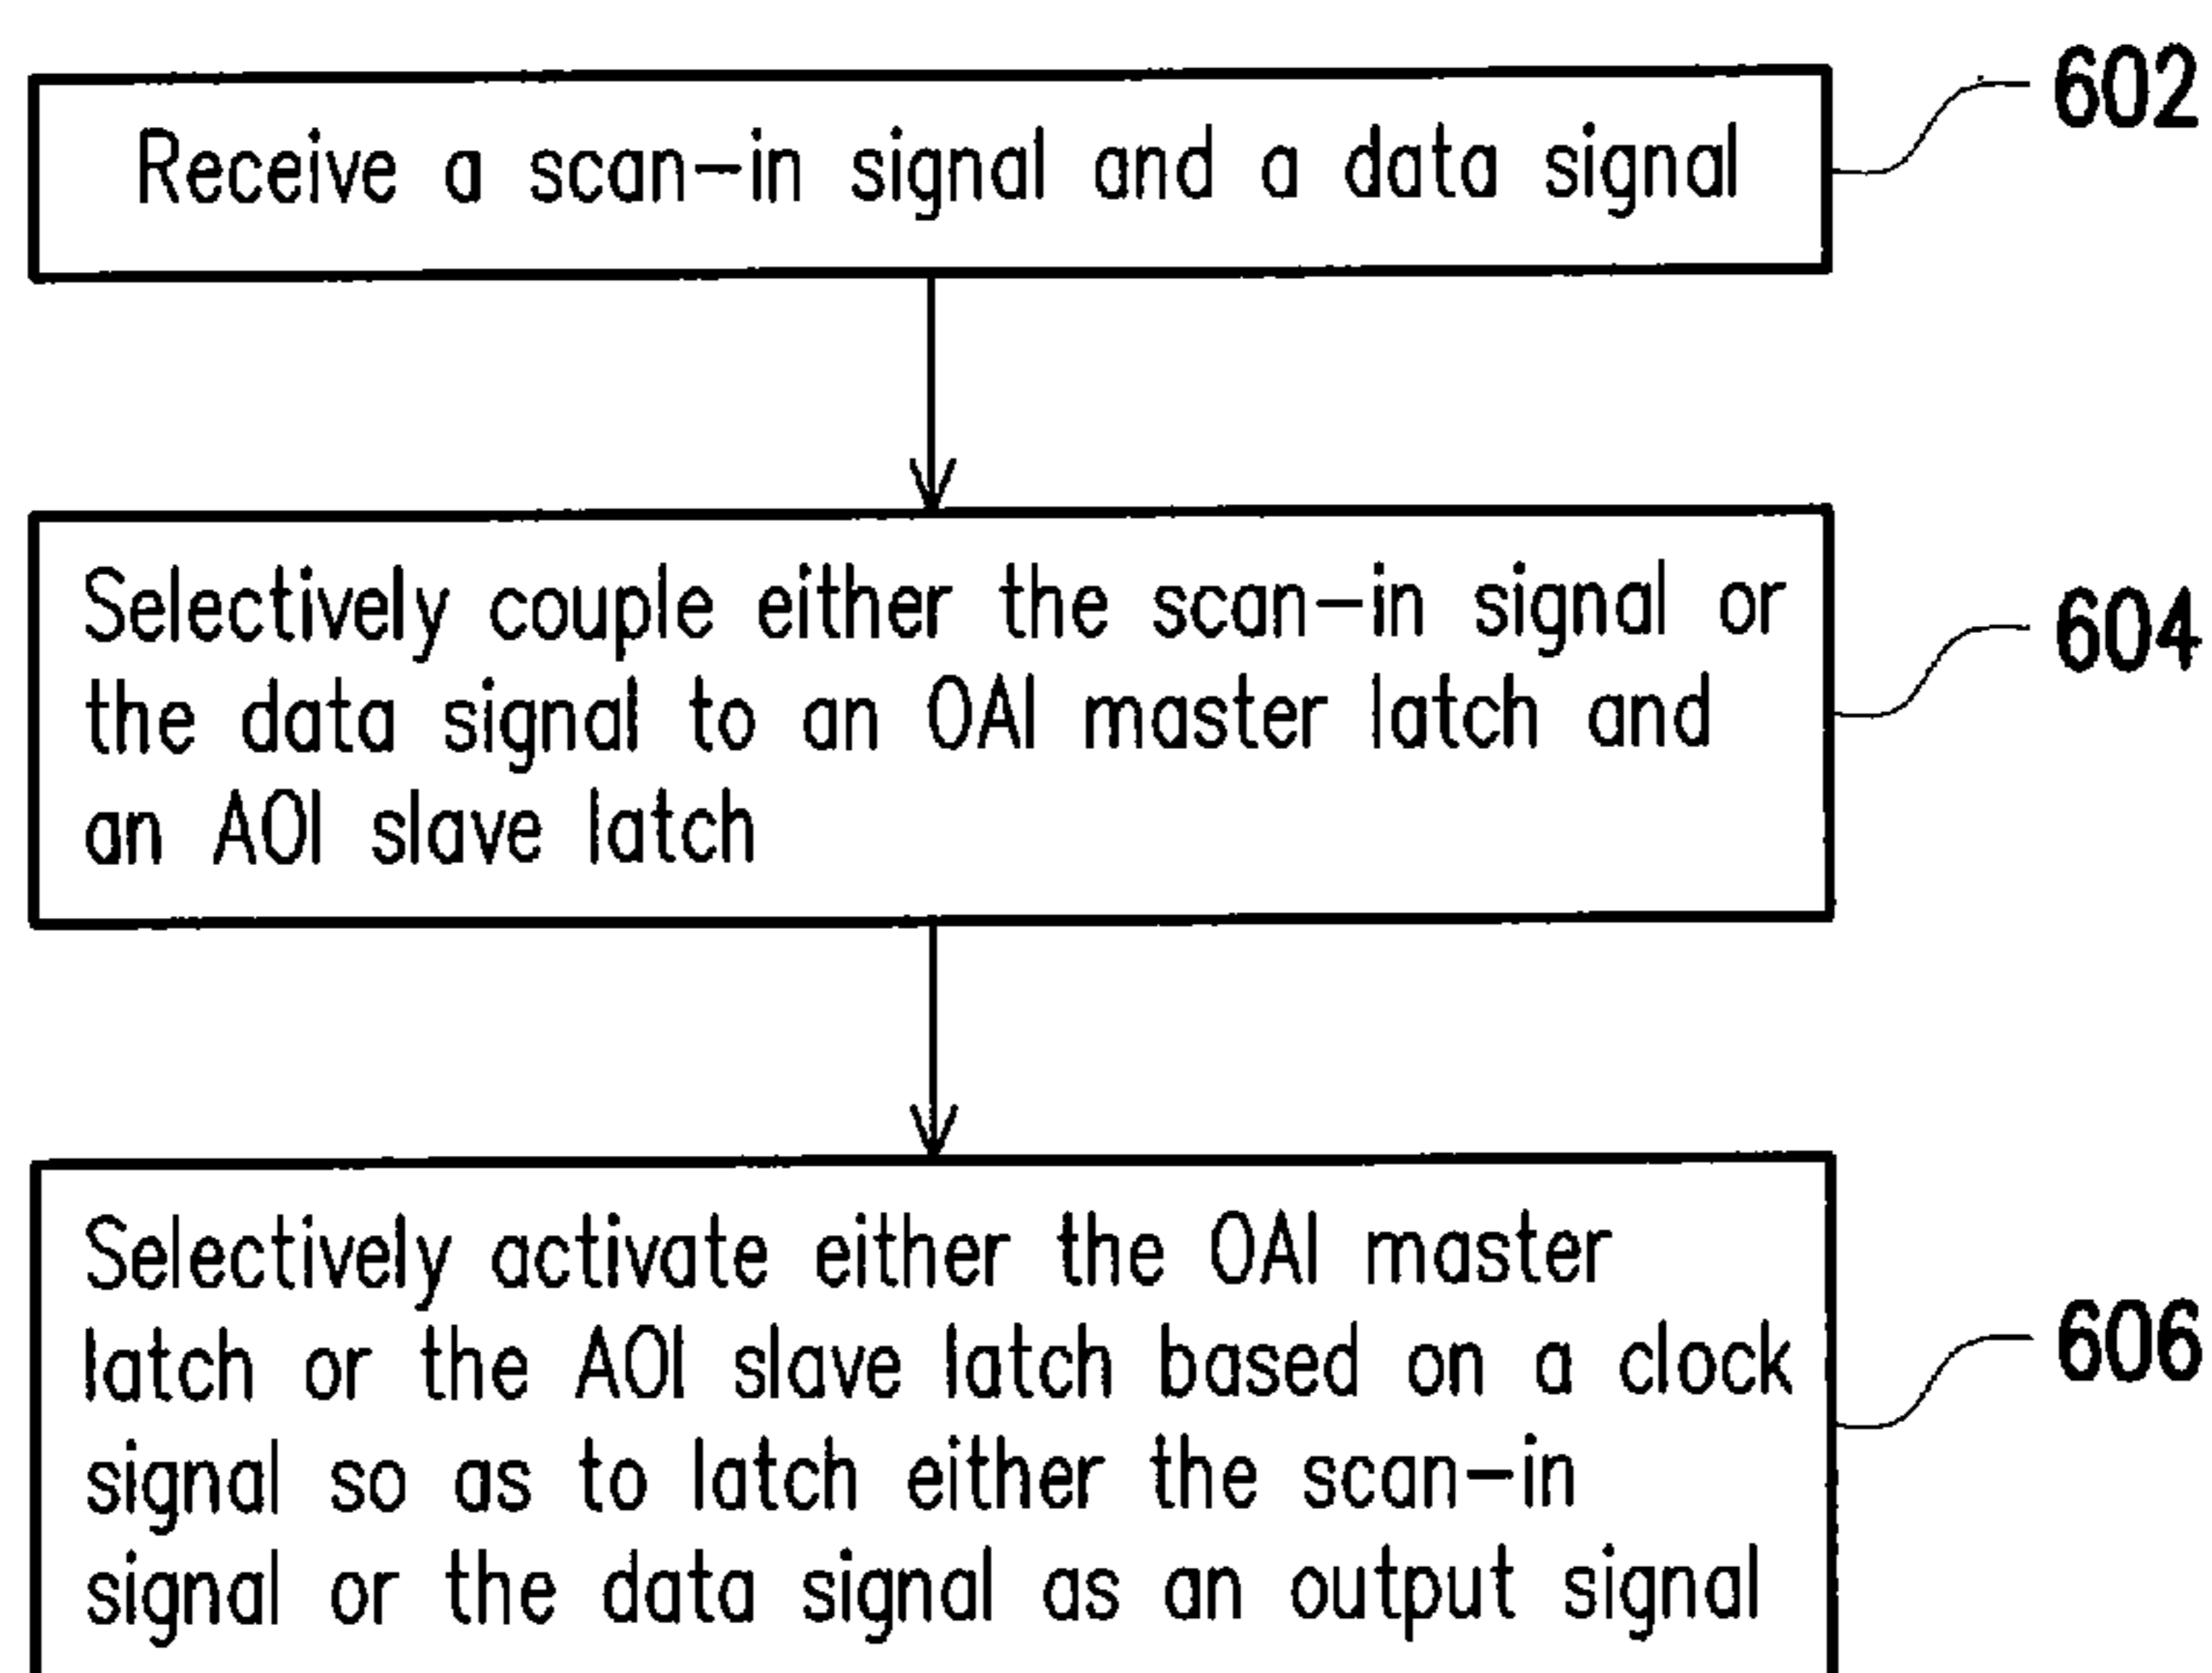 Receive a scan-in signal and a data signal
602
Selectively couple either the scan-in signal or
the data signal to an OAI master latch and
an AOI slave latch
604
Selectively activate either the OAI master
latch or the AOI slave latch based on a clock
signal so as to latch either the scan-in
signal or the data signal as an output signal
606